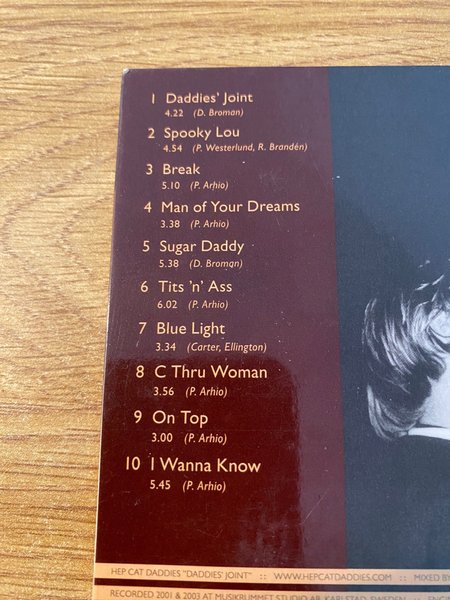 1 Daddies' Joint
4.22 (D. Broman)
2 Spooky Lou
4.54 (P. Westerlund, R. Brandén)
3 Break
5.10 (P. Arhio)
4 Man of Your Dreams
3.38 (P. Arhio)
5 Sugar Daddy
5.38 (D. Broman)
6 Tits 'n' Ass
6.02 (P. Arhio)
7 Blue Light
3.34 (Carter, Ellington)
8 C Thru Woman
3.56 (P. Arhio)
9 On Top
3.00 (P. Arhio)
10 I Wanna Know
5.45 (P. Arhio)
HEP CAT DADDIES "DADDIES' JOINT" :: WWW.HEPCATDADDIES.COM :: MIXED BY
RECORDED 2001 & 2003 AT MUSIKRUMMET STUDIO AB, KARLSTAD, SWEDEN